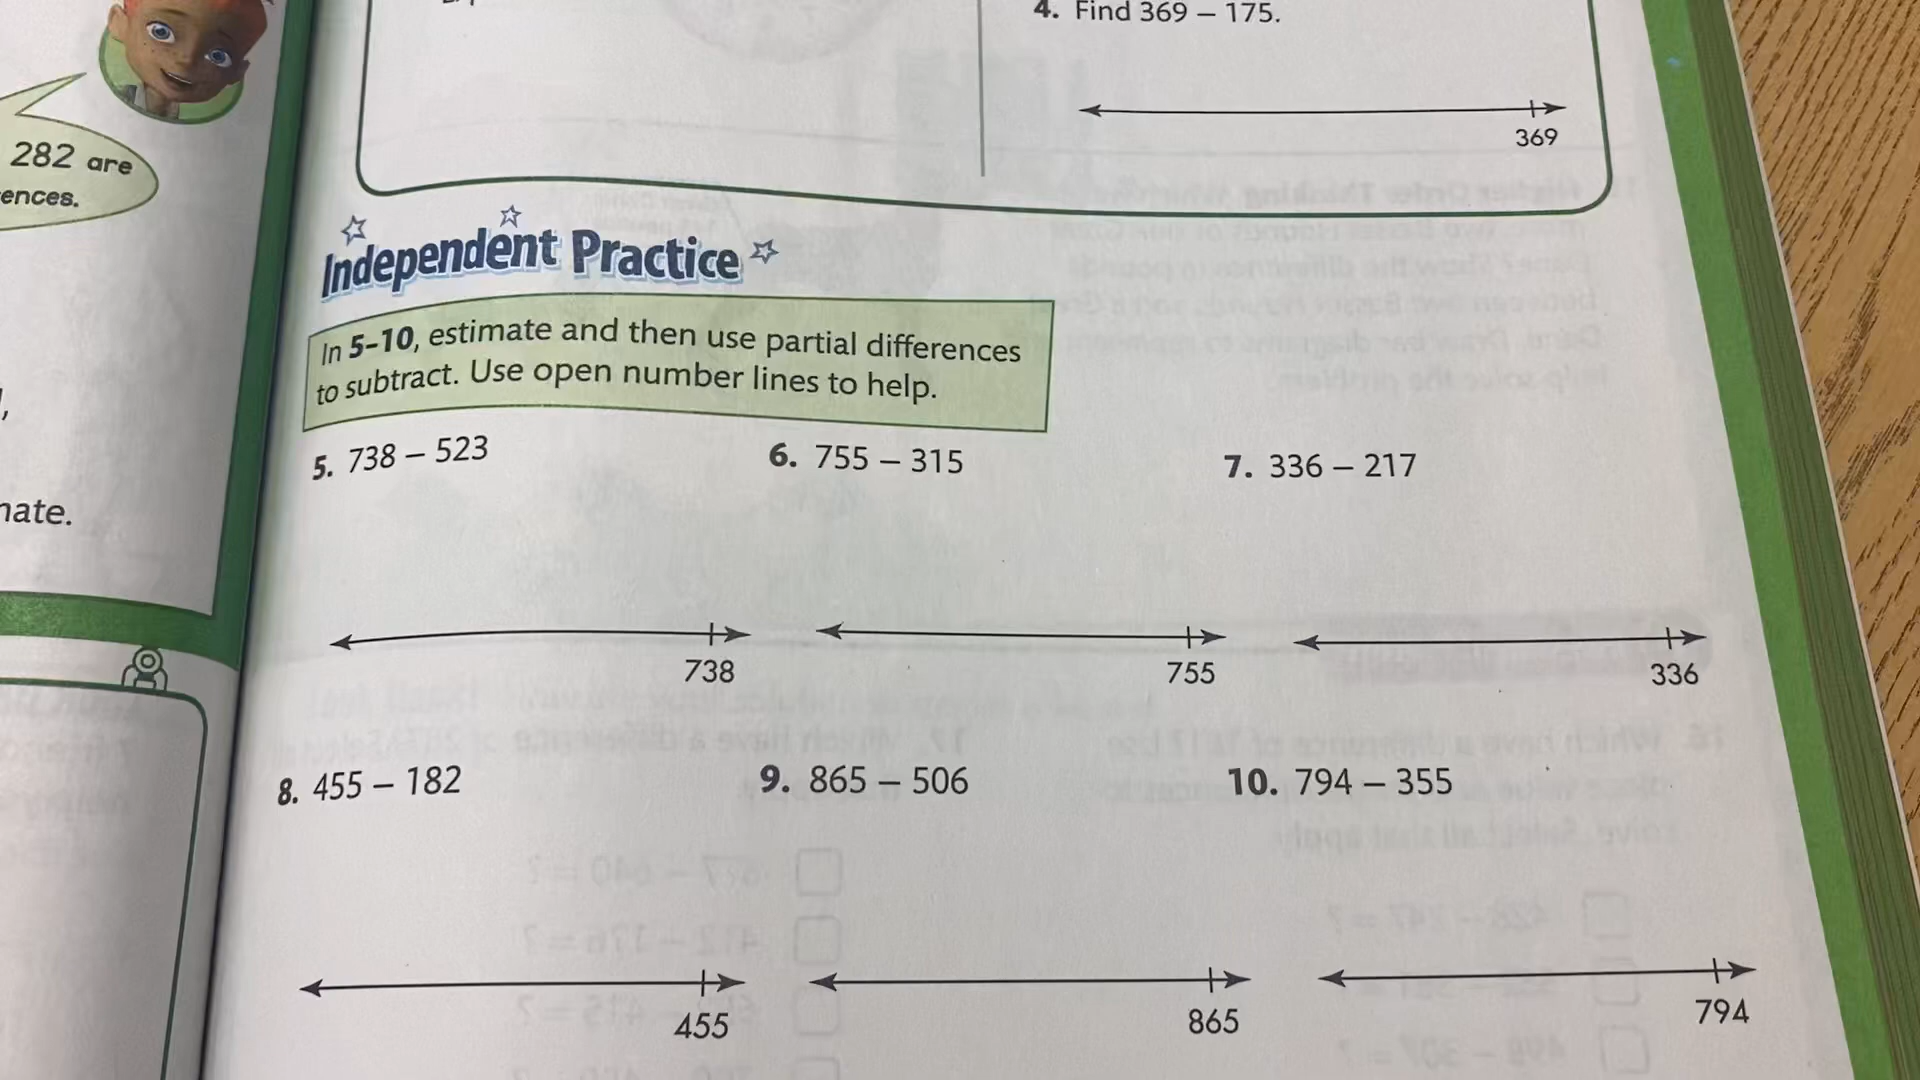 4. Find 369 – 175.
369
282 are
ences.
Independent Practice
In 5–10, estimate and then use partial differences
to subtract. Use open number lines to help.
5. 738 – 523
6. 755 – 315
7. 336 – 217
nate.
738
755
336
8. 455 – 182
9. 865 – 506
10. 794 – 355
455
865
794